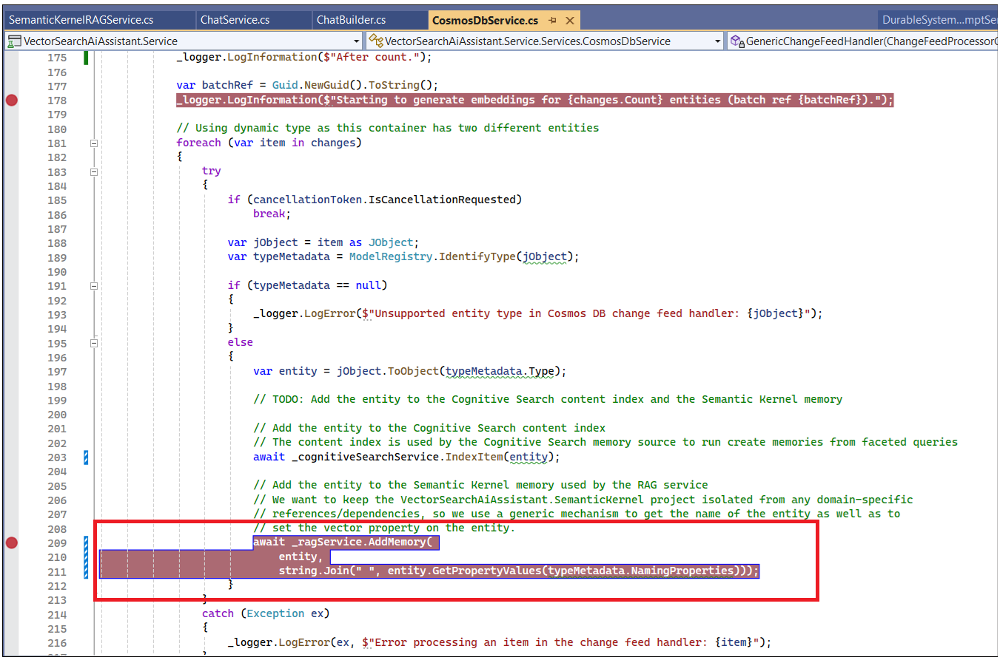 SemanticKernelRAGService.cs ChatService.cs ChatBuilder.cs CosmosDbService.cs DurableSystem...mptSer
VectorSearchAiAssistant.Service VectorSearchAiAssistant.Service.Services.CosmosDbService GenericChangeFeedHandler(ChangeFeedProcessorC
175 _logger.LogInformation($"After count.");
176
177 var batchRef = Guid.NewGuid().ToString();
178 _logger.LogInformation($"Starting to generate embeddings for {changes.Count} entities (batch ref {batchRef}).");
179
180 // Using dynamic type as this container has two different entities
181 foreach (var item in changes)
182 {
183 try
184 {
185 if (cancellationToken.IsCancellationRequested)
186 break;
187
188 var jObject = item as JObject;
189 var typeMetadata = ModelRegistry.IdentifyType(jObject);
190
191 if (typeMetadata == null)
192 {
193 _logger.LogError($"Unsupported entity type in Cosmos DB change feed handler: {jObject}");
194 }
195 else
196 {
197 var entity = jObject.ToObject(typeMetadata.Type);
198
199 // TODO: Add the entity to the Cognitive Search content index and the Semantic Kernel memory
200
201 // Add the entity to the Cognitive Search content index
202 // The content index is used by the Cognitive Search memory source to run create memories from faceted queries
203 await _cognitiveSearchService.IndexItem(entity);
204
205 // Add the entity to the Semantic Kernel memory used by the RAG service
206 // We want to keep the VectorSearchAiAssistant.SemanticKernel project isolated from any domain-specific
207 // references/dependencies, so we use a generic mechanism to get the name of the entity as well as to
208 // set the vector property on the entity.
209 await _ragService.AddMemory(
210 entity,
211 string.Join(" ", entity.GetPropertyValues(typeMetadata.NamingProperties)));
212 }
213 }
214 catch (Exception ex)
215 {
216 _logger.LogError(ex, $"Error processing an item in the change feed handler: {item}");